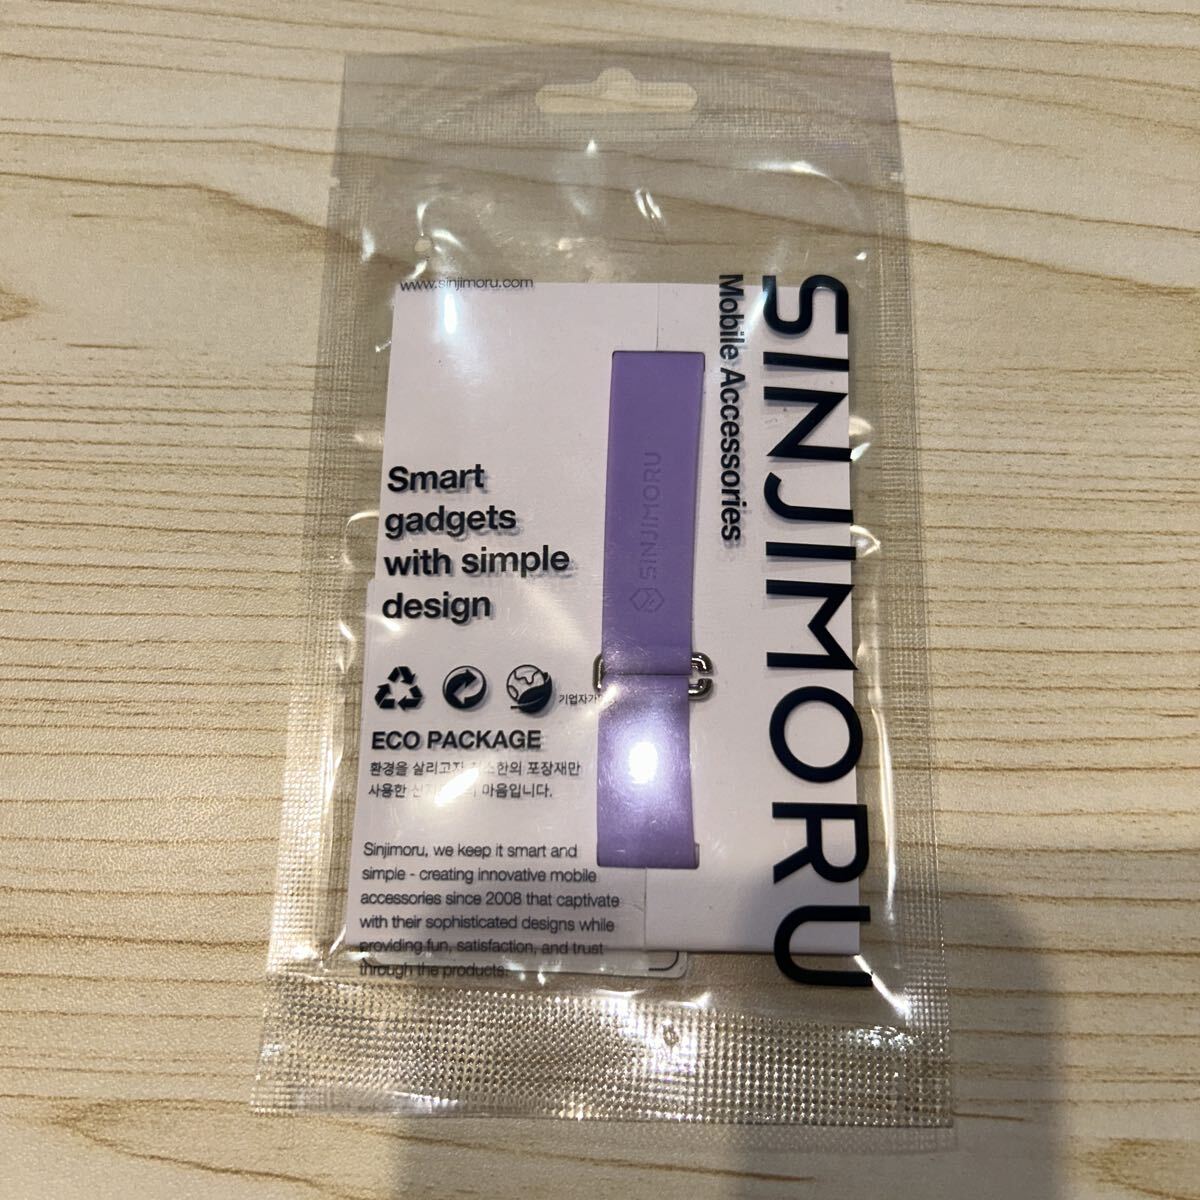 www.sinjimoru.com
SINJIMORU
Mobile Accessories
SINJIMORU
Smart
gadgets
with simple
design
ECO PACKAGE
환경을 살리고자 한의 포장재만
사용한 마음입니다.
Sinjimoru, we keep it smart and
simple - creating innovative mobile
accessories since 2008 that captivate
with their sophisticated designs while
providing fun, satisfaction, and trust
through the products.